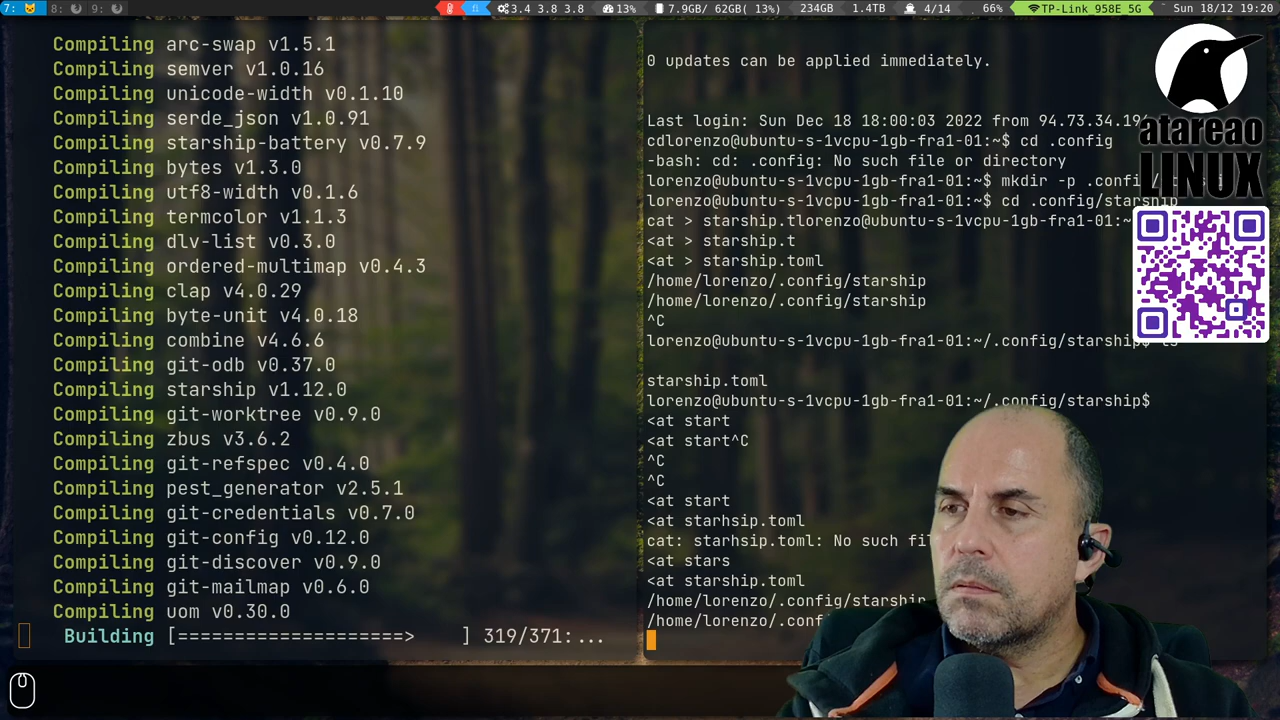 7: 8: 9: 3.4 3.8 3.8 13% 7.9GB/ 62GB( 13%) 234GB 1.4TB 4/14 66% TP-Link 958E 5G Sun 18/12 19:20
Compiling arc-swap v1.5.1
Compiling semver v1.0.16
Compiling unicode-width v0.1.10
Compiling serde_json v1.0.91
Compiling starship-battery v0.7.9
Compiling bytes v1.3.0
Compiling utf8-width v0.1.6
Compiling termcolor v1.1.3
Compiling dlv-list v0.3.0
Compiling ordered-multimap v0.4.3
Compiling clap v4.0.29
Compiling byte-unit v4.0.18
Compiling combine v4.6.6
Compiling git-odb v0.37.0
Compiling starship v1.12.0
Compiling git-worktree v0.9.0
Compiling zbus v3.6.2
Compiling git-refspec v0.4.0
Compiling pest_generator v2.5.1
Compiling git-credentials v0.7.0
Compiling git-config v0.12.0
Compiling git-discover v0.9.0
Compiling git-mailmap v0.6.0
Compiling uom v0.30.0
Building [====================> ] 319/371:...
0 updates can be applied immediately.
Last login: Sun Dec 18 18:00:03 2022 from 94.73.34.19
cdlorenzo@ubuntu-s-1vcpu-1gb-fra1-01:~$ cd .config
-bash: cd: .config: No such file or directory
lorenzo@ubuntu-s-1vcpu-1gb-fra1-01:~$ mkdir -p .config/
lorenzo@ubuntu-s-1vcpu-1gb-fra1-01:~$ cd .config/starship
cat > starship.tlorenzo@ubuntu-s-1vcpu-1gb-fra1-01:~
<at > starship.t
<at > starship.toml
/home/lorenzo/.config/starship
/home/lorenzo/.config/starship
^C
lorenzo@ubuntu-s-1vcpu-1gb-fra1-01:~/.config/starship$ ls
starship.toml
lorenzo@ubuntu-s-1vcpu-1gb-fra1-01:~/.config/starship$
<at start
<at start^C
^C
^C
<at start
<at starhsip.toml
cat: starhsip.toml: No such fil
<at stars
<at starship.toml
/home/lorenzo/.config/starship
/home/lorenzo/.conf
atareao
LINUX